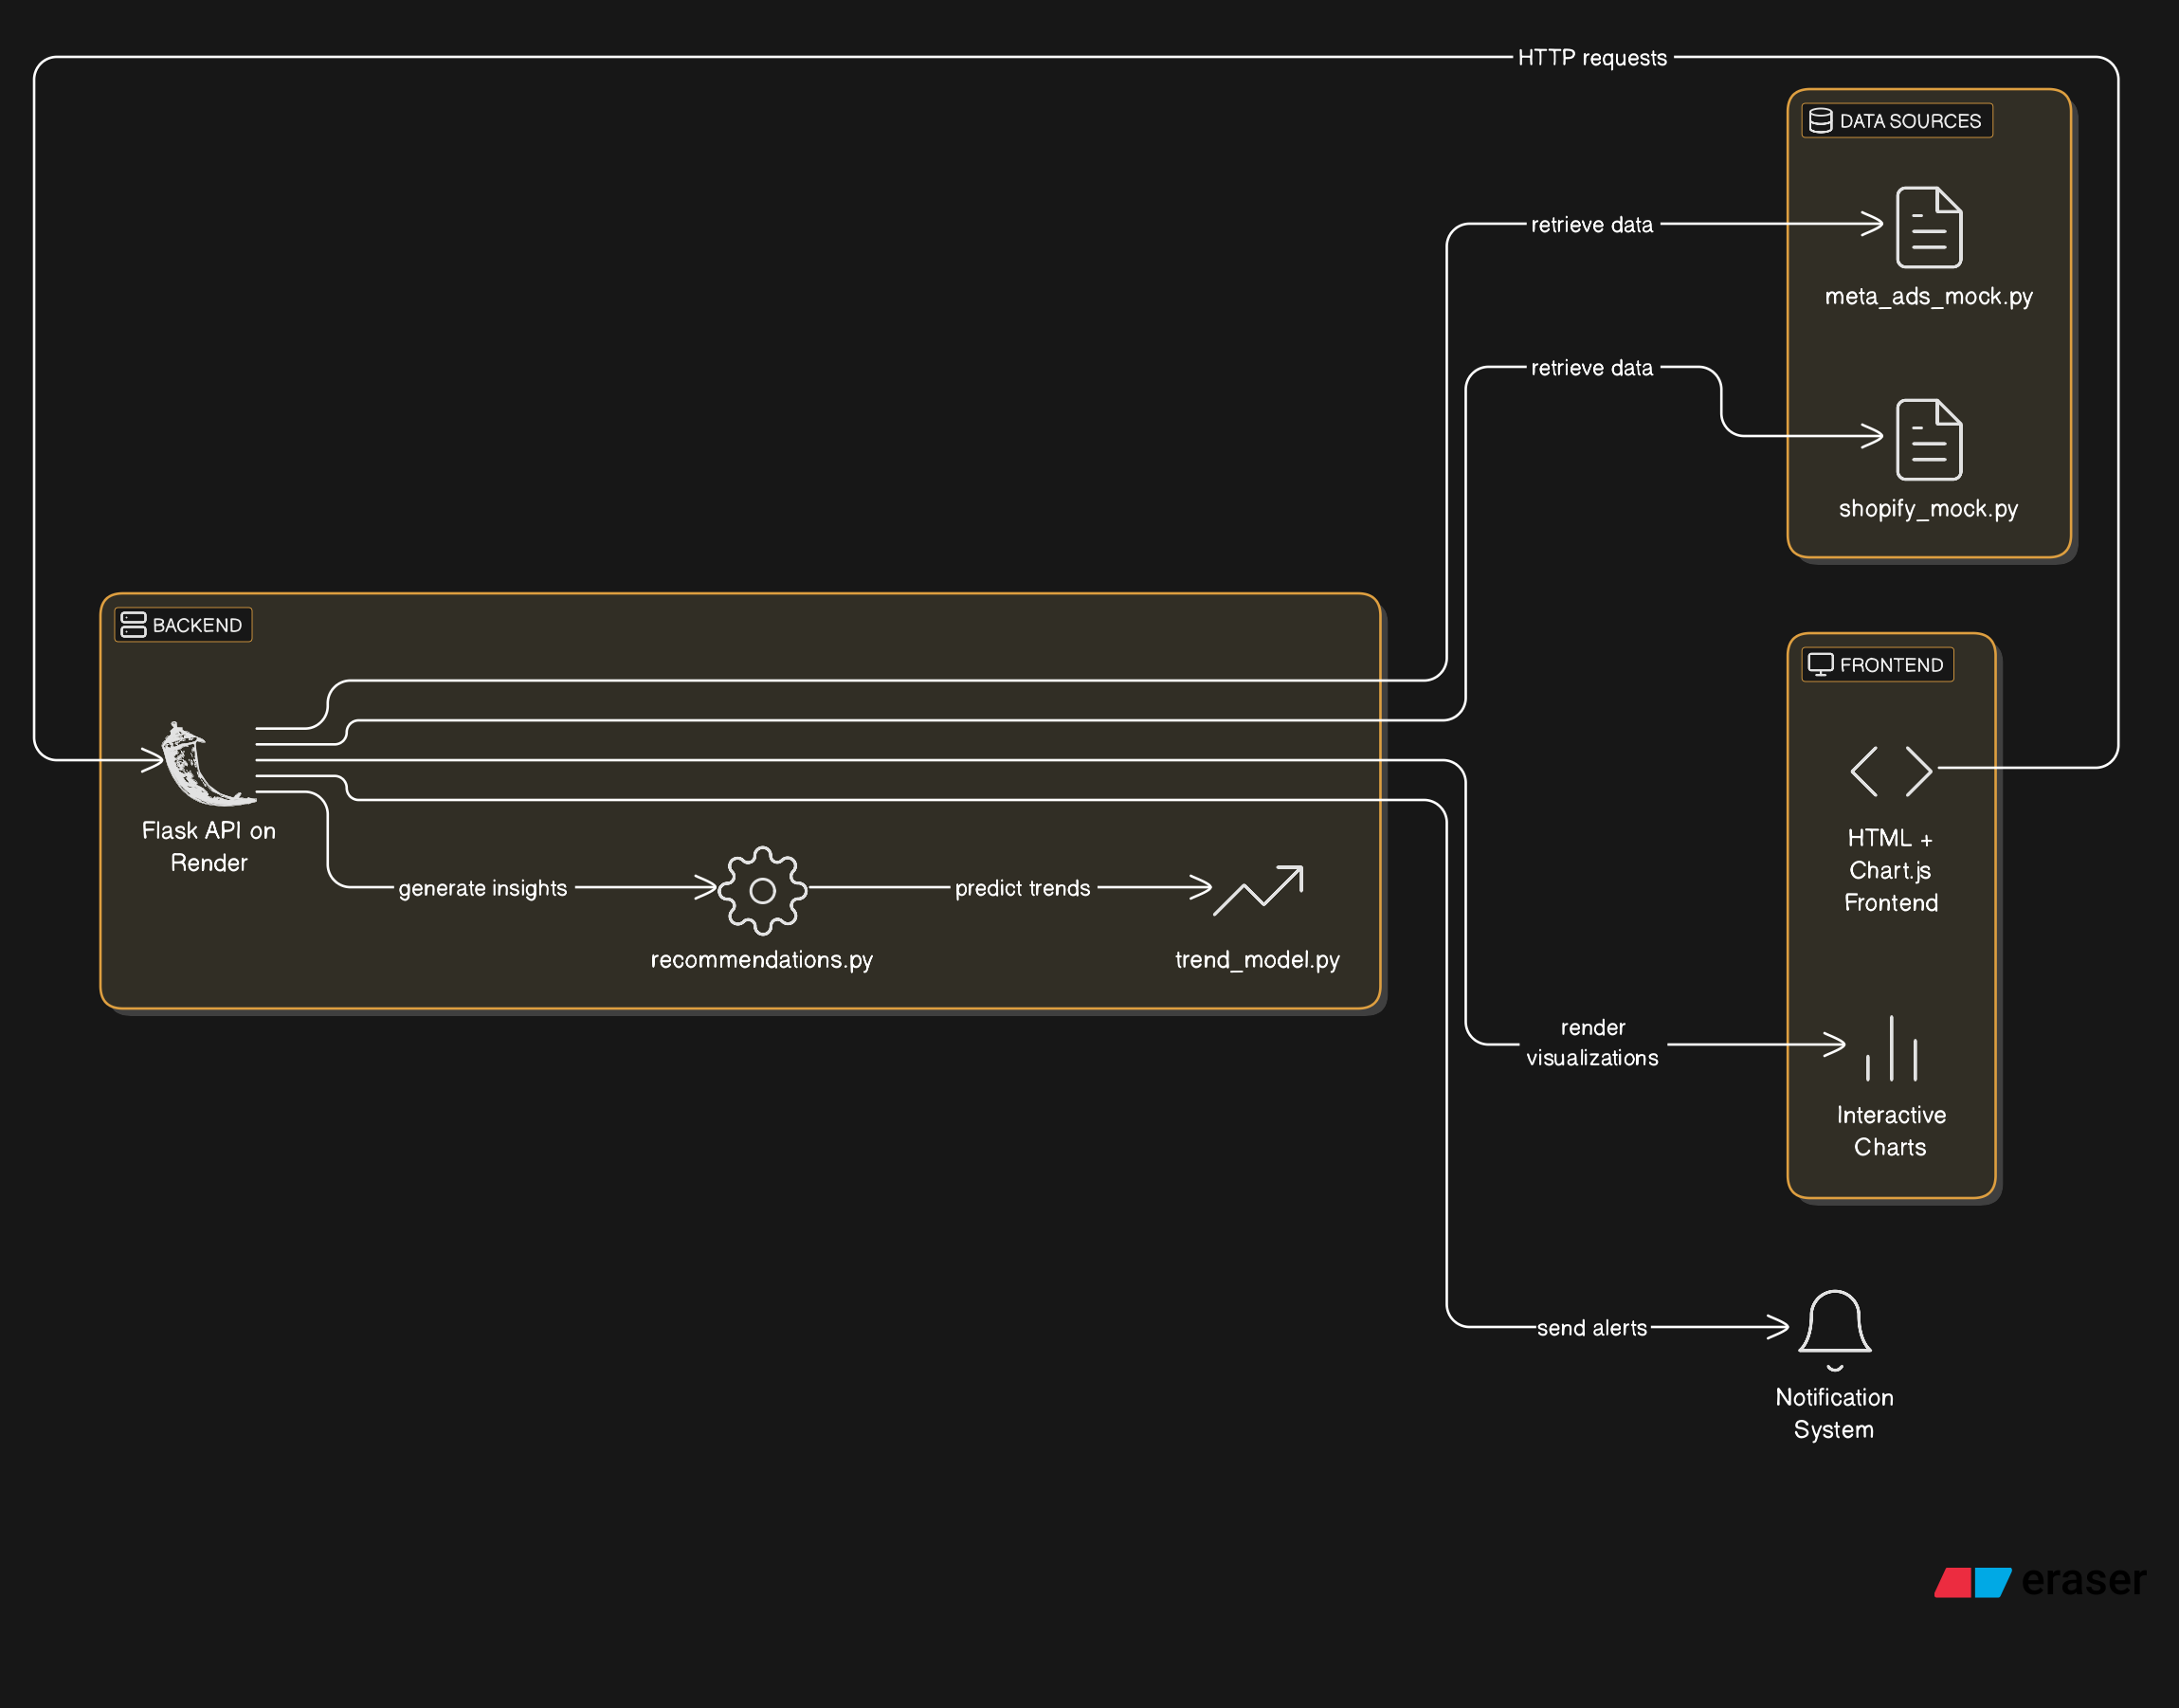 HTTP requests
DATA SOURCES
retrieve data
meta_ads_mock.py
retrieve data
shopify_mock.py
BACKEND
FRONTEND
Flask API on
Render
HTML +
Chart.js
Frontend
generate insights
predict trends
recommendations.py
trend_model.py
render
visualizations
Interactive
Charts
send alerts
Notification
System
eraser